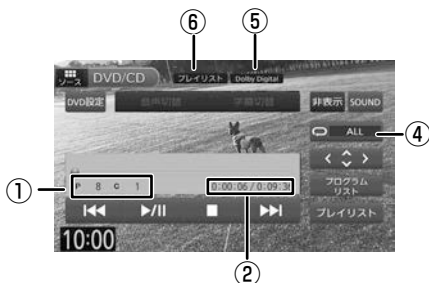 ⑥ ⑤
ソース DVD/CD プレイリスト Dolby Digital
DVD設定 音声切替 字幕切替 非表示 SOUND
ALL ④
① P 8 C 1 0:00:06/0:09:36
プログラム
リスト
プレイリスト
10:00
②